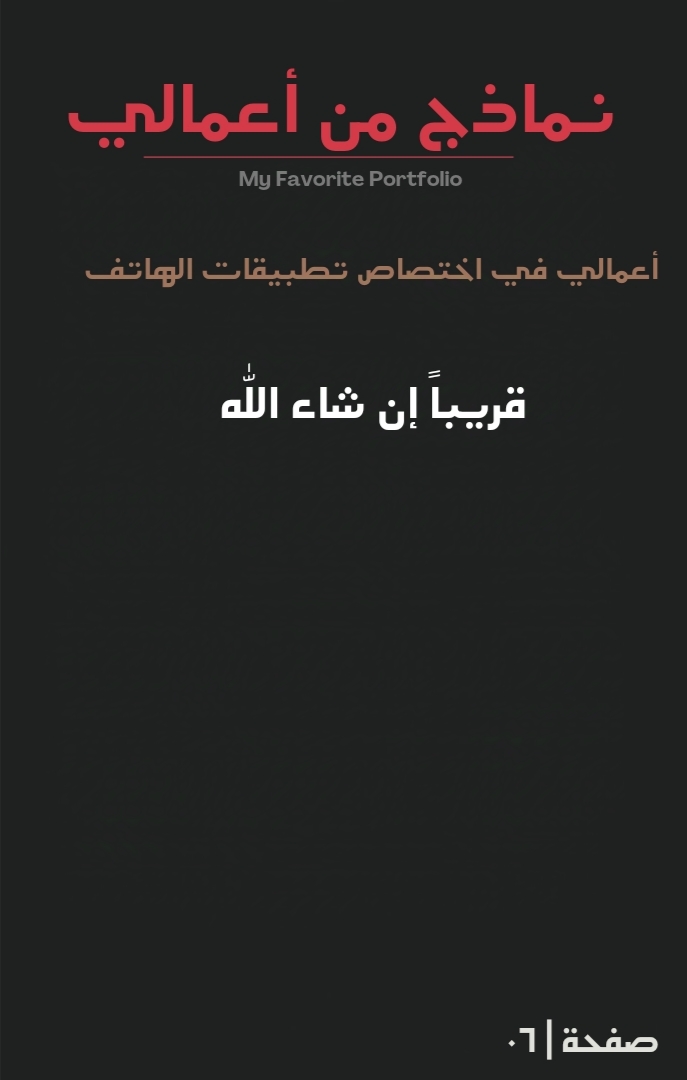 نماذج من أعمالي
My Favorite Portfolio
أعمالي في اختصاص تطبيقات الهاتف
قريباً إن شاء الله
صفحة | ٠٦